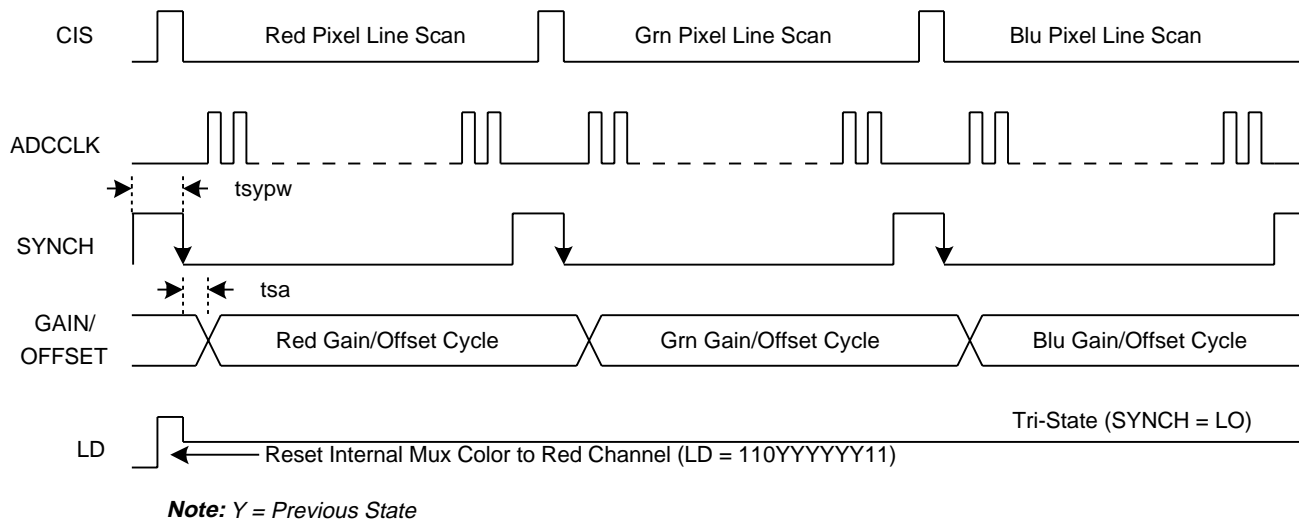 CIS
Red Pixel Line Scan
Grn Pixel Line Scan
Blu Pixel Line Scan
ADCCLK
tsypw
SYNCH
tsa
GAIN/
OFFSET
Red Gain/Offset Cycle
Grn Gain/Offset Cycle
Blu Gain/Offset Cycle
Tri-State (SYNCH = LO)
LD
Reset Internal Mux Color to Red Channel (LD = 110YYYYYY11)
Note: Y = Previous State